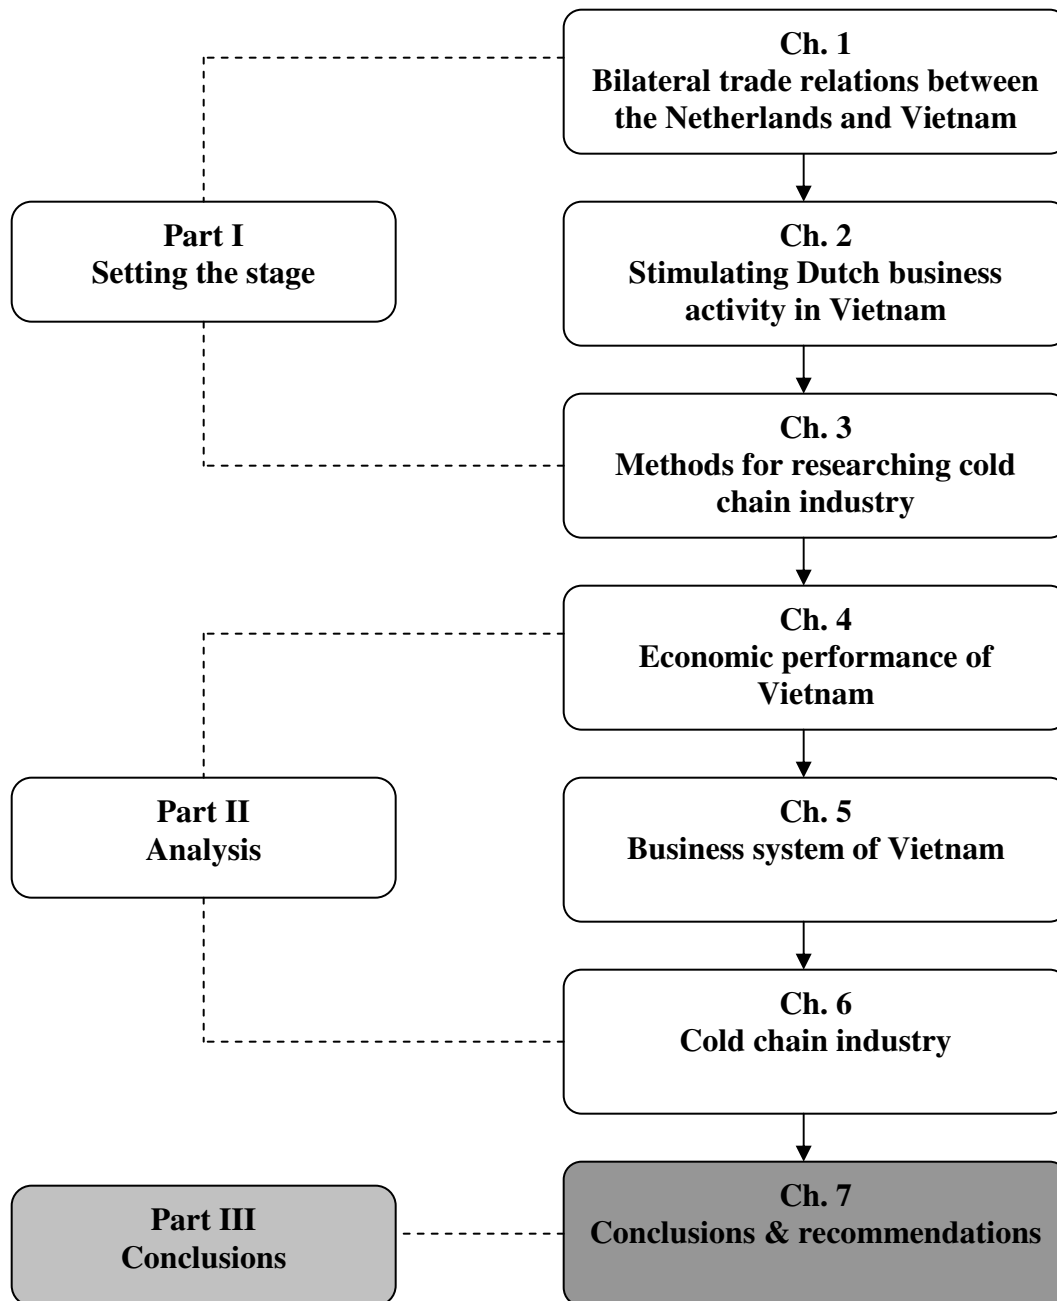 Ch. 1
Bilateral trade relations between
the Netherlands and Vietnam
Part I
Setting the stage
Ch. 2
Stimulating Dutch business
activity in Vietnam
Ch. 3
Methods for researching cold
chain industry
Ch. 4
Economic performance of
Vietnam
Part II
Analysis
Ch. 5
Business system of Vietnam
Ch. 6
Cold chain industry
Part III
Conclusions
Ch. 7
Conclusions & recommendations